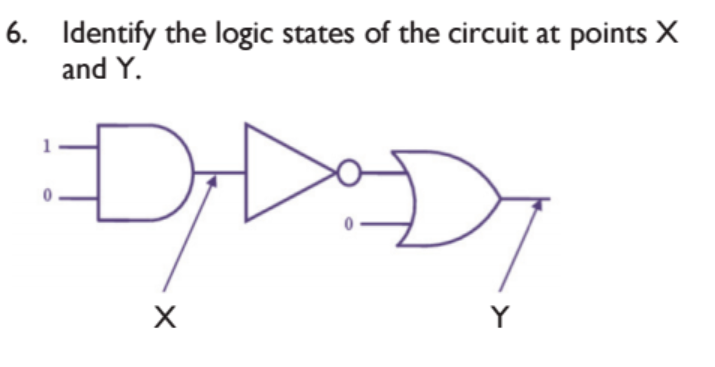 6. Identify the logic states of the circuit at points X
and Y.
1
0
0
X
Y